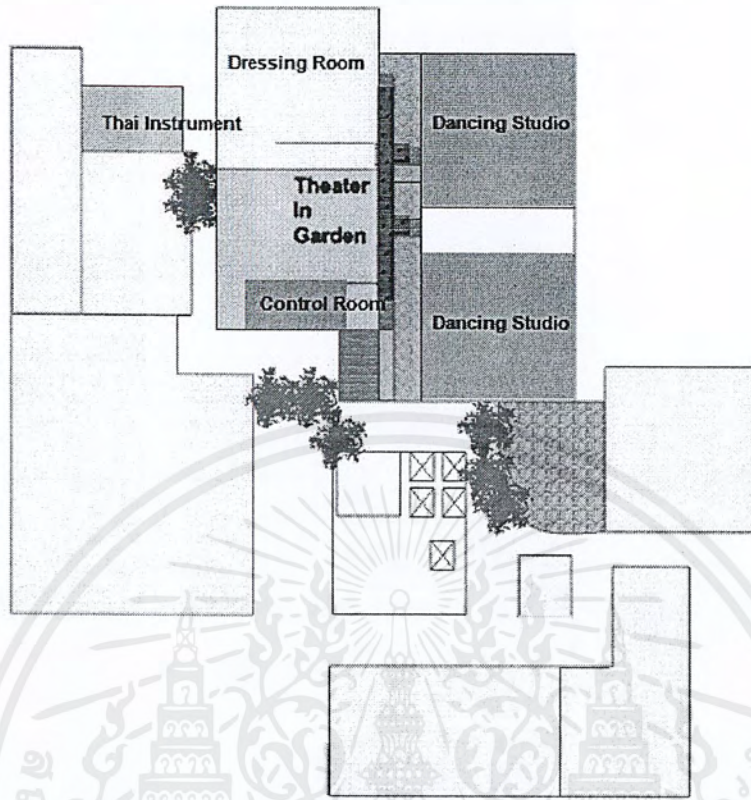 Dressing Room
Dancing Studio
Thai Instrument
Theater
In
Garden
Control Room
Dancing Studio